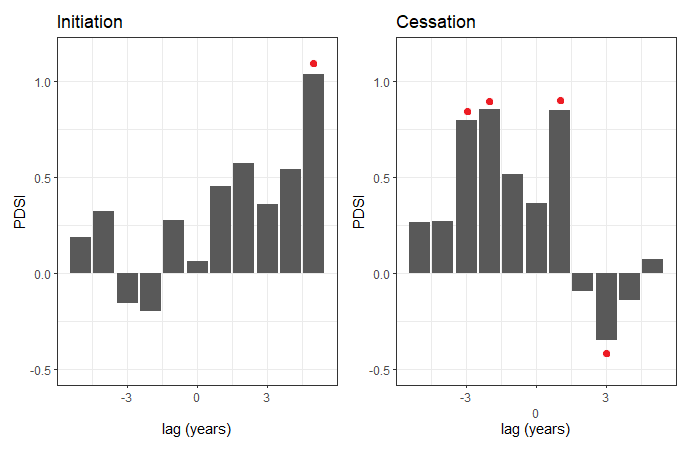 Initiation
PDSI
1.0
0.5
0.0
-0.5
-3 0 3
lag (years)
Cessation
PDSI
1.0
0.5
0.0
-0.5
-3 3
0
lag (years)